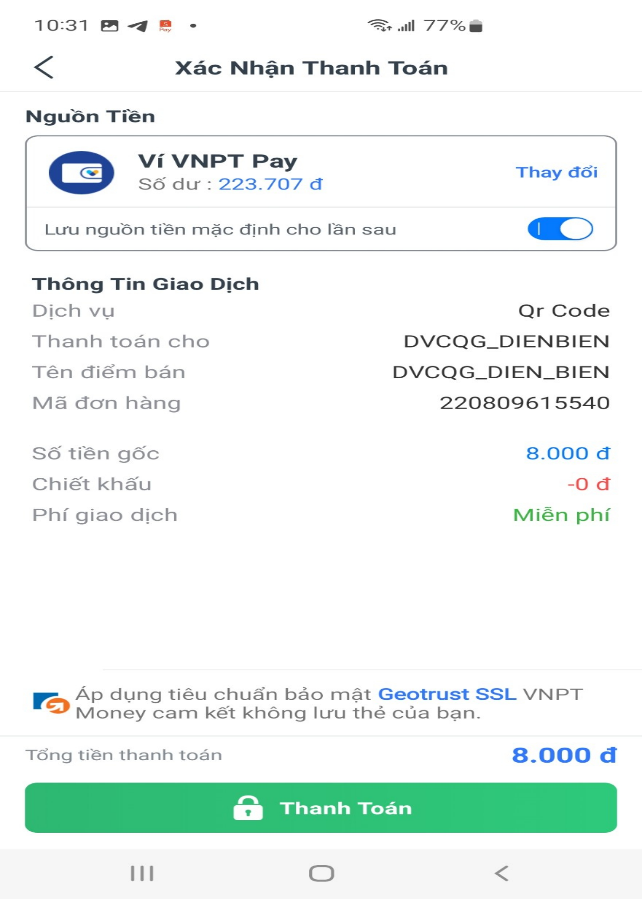 10:31 77%
Xác Nhận Thanh Toán
Nguồn Tiền
Ví VNPT Pay
Số dư : 223.707 đ
Thay đổi
Lưu nguồn tiền mặc định cho lần sau
Thông Tin Giao Dịch
Dịch vụ Qr Code
Thanh toán cho DVCQG_DIENBIEN
Tên điểm bán DVCQG_DIEN_BIEN
Mã đơn hàng 220809615540
Số tiền gốc 8.000 đ
Chiết khấu -0 đ
Phí giao dịch Miễn phí
Áp dụng tiêu chuẩn bảo mật Geotrust SSL VNPT
Money cam kết không lưu thẻ của bạn.
Tổng tiền thanh toán 8.000 đ
Thanh Toán